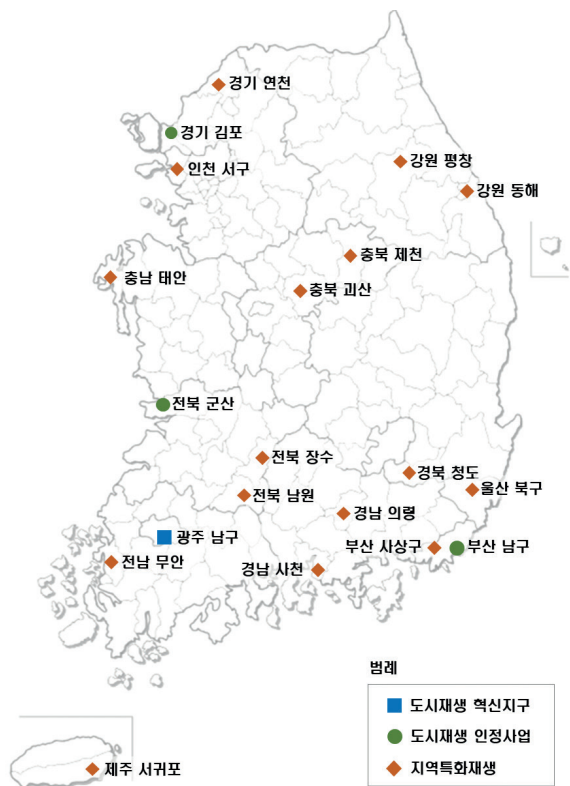 경기 연천
경기 김포
인천 서구
강원 평창
강원 동해
충북 제천
충남 태안
충북 괴산
전북 군산
전북 장수
경북 청도
전북 남원
울산 북구
경남 의령
광주 남구
부산 사상구
부산 남구
전남 무안
경남 사천
범례
도시재생 혁신지구
도시재생 인정사업
지역특화재생
제주 서귀포